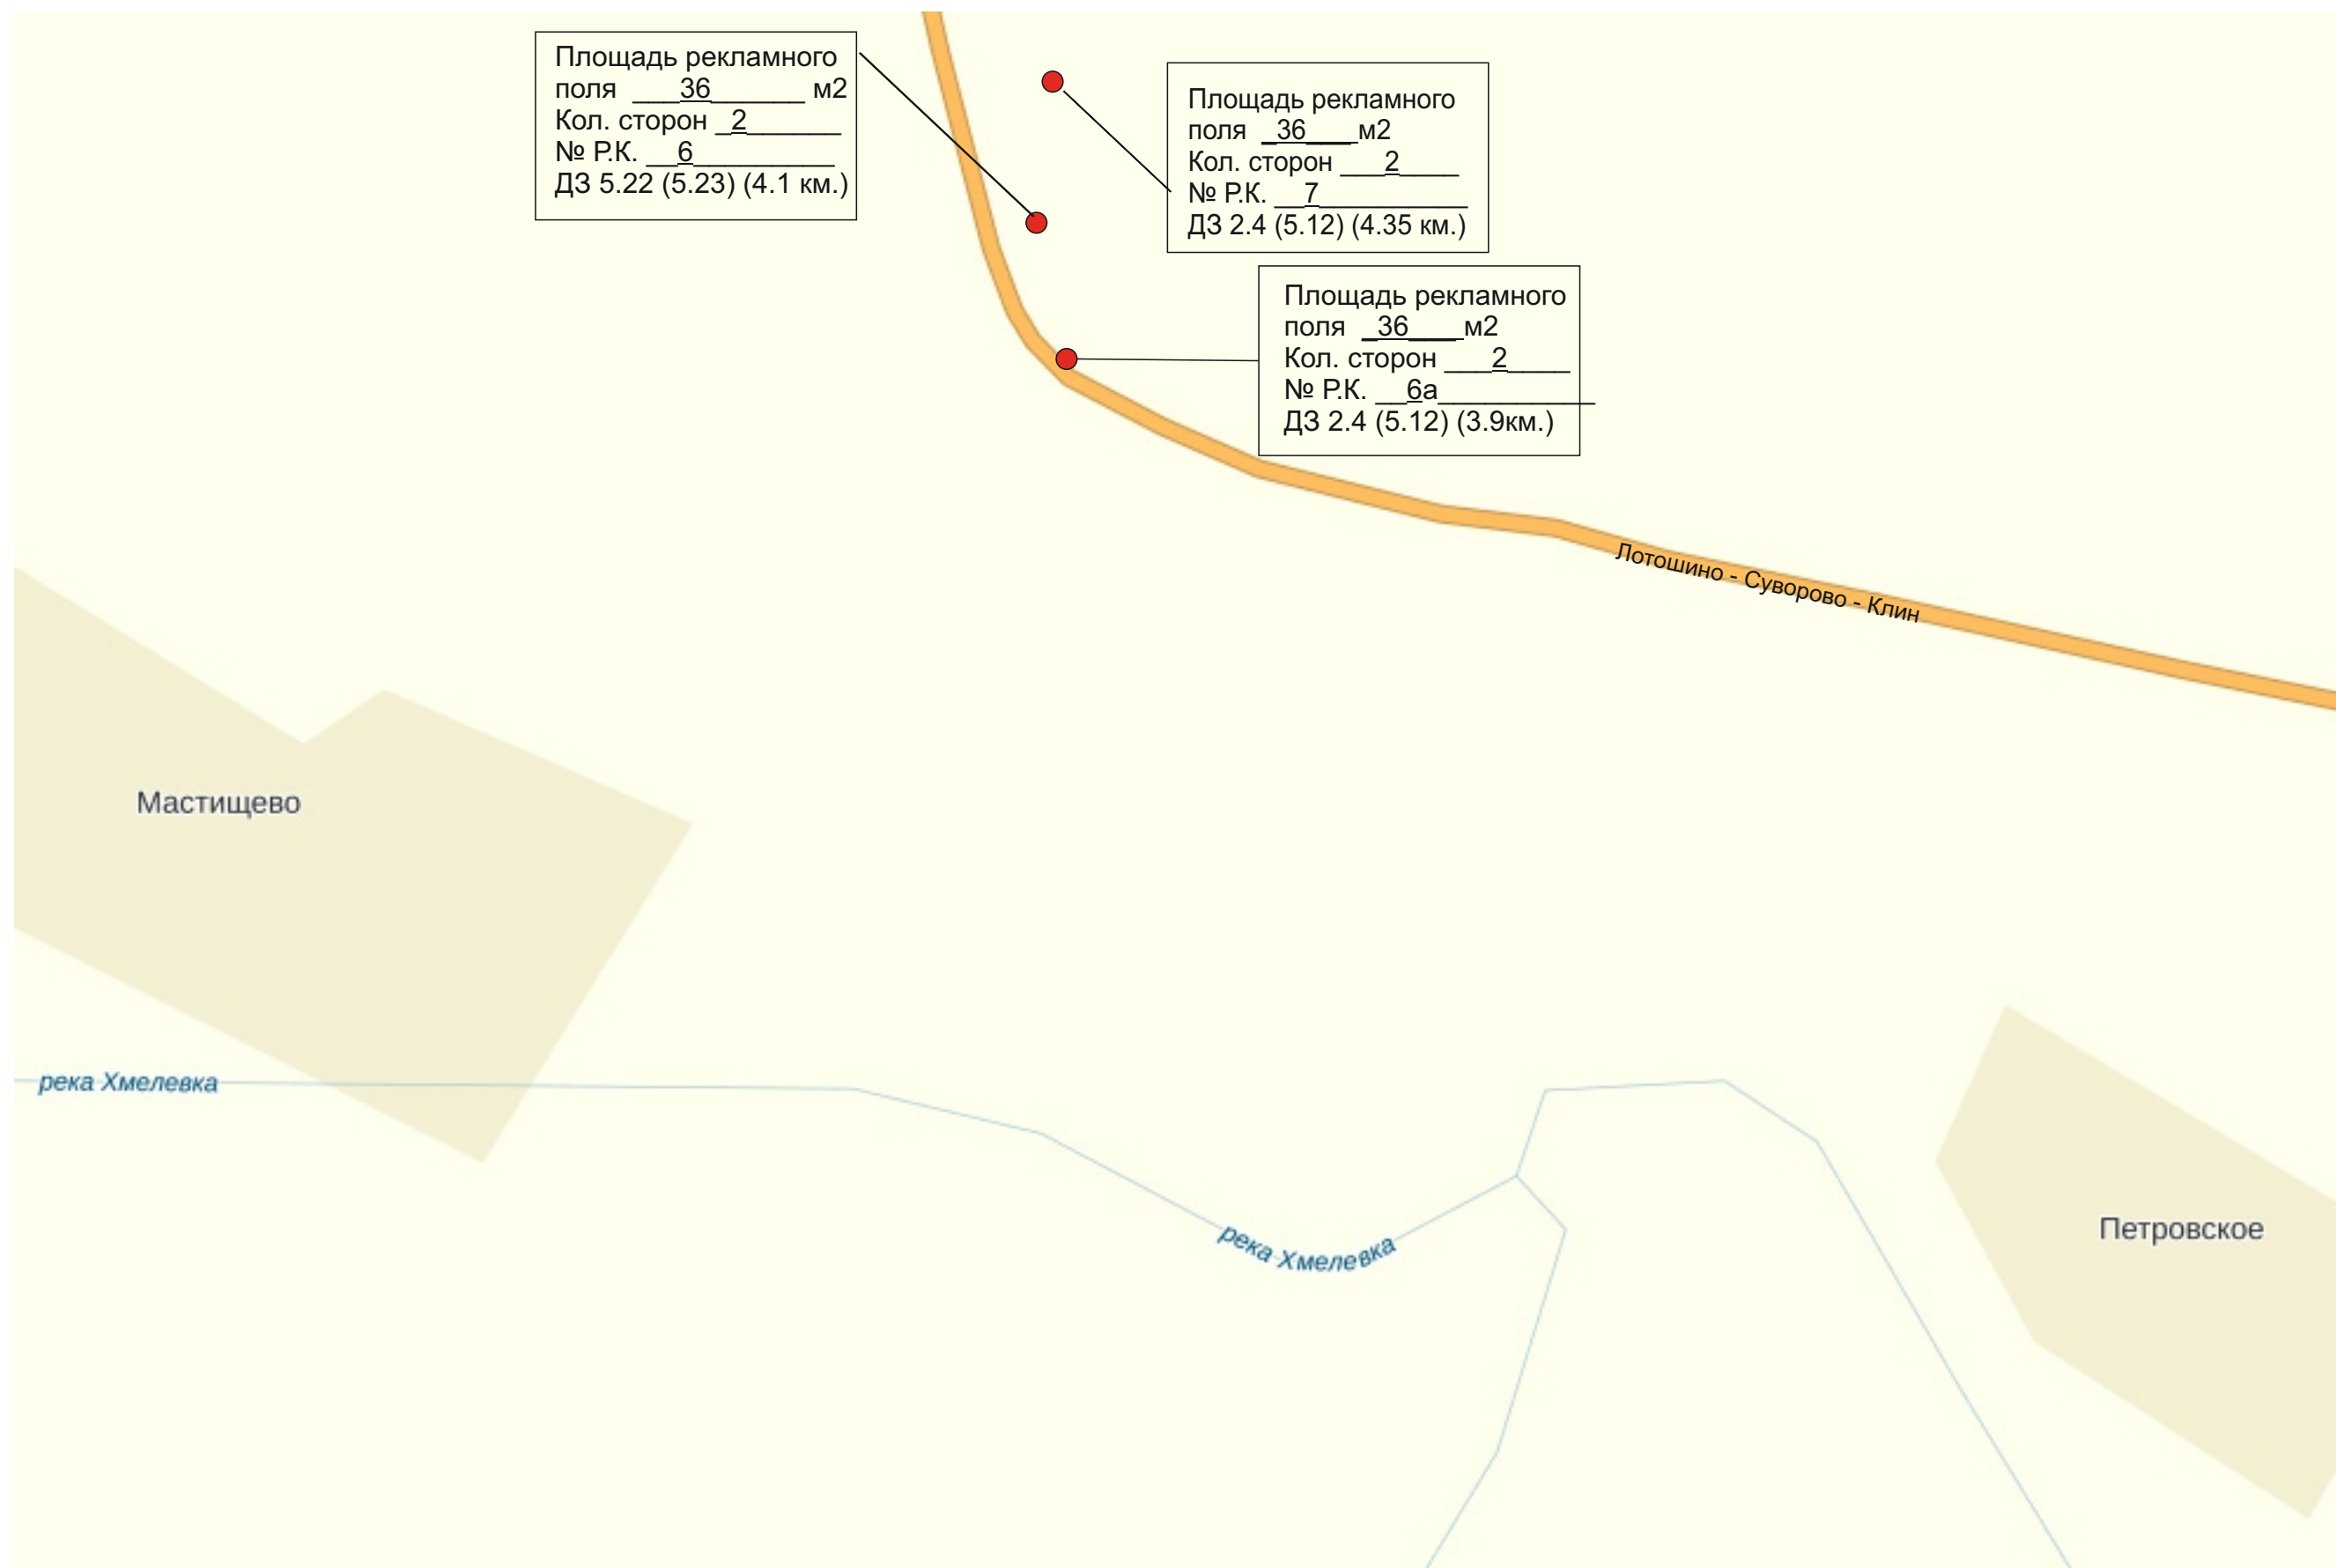 Площадь рекламного
поля ___36______ м2
Кол. сторон _2______
№ Р.К. __6_________
ДЗ 5.22 (5.23) (4.1 км.)
Площадь рекламного
поля _36___м2
Кол. сторон ___2____
№ Р.К. __7__________
ДЗ 2.4 (5.12) (4.35 км.)
Площадь рекламного
поля _36___м2
Кол. сторон ___2____
№ Р.К. __6а__________
ДЗ 2.4 (5.12) (3.9км.)
Лотошино - Суворово - Клин
Мастищево
река Хмелевка
река Хмелевка
Петровское